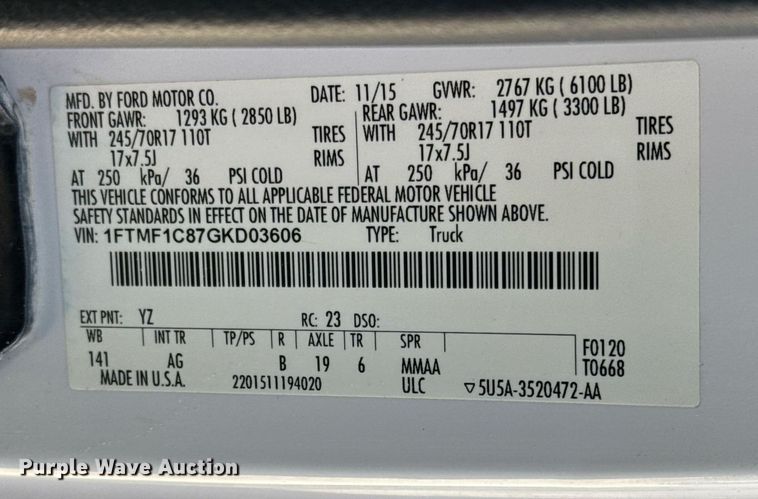 MFD. BY FORD MOTOR CO. DATE: 11/15 GVWR: 2767 KG ( 6100 LB)
FRONT GAWR: 1293 KG ( 2850 LB) REAR GAWR: 1497 KG ( 3300 LB)
WITH 245/70R17 110T TIRES WITH 245/70R17 110T TIRES
17x7.5J RIMS 17x7.5J RIMS
AT 250 kPa/ 36 PSI COLD AT 250 kPa/ 36 PSI COLD
THIS VEHICLE CONFORMS TO ALL APPLICABLE FEDERAL MOTOR VEHICLE
SAFETY STANDARDS IN EFFECT ON THE DATE OF MANUFACTURE SHOWN ABOVE.
VIN: 1FTMF1C87GKD03606 TYPE: Truck
EXT PNT: YZ RC: 23 DSO:
WB INT TR TP/PS R AXLE TR SPR F0120
141 AG B 19 6 MMAA T0668
MADE IN U.S.A. 2201511194020 ULC ▽5U5A-3520472-AA
Purple Wave Auction